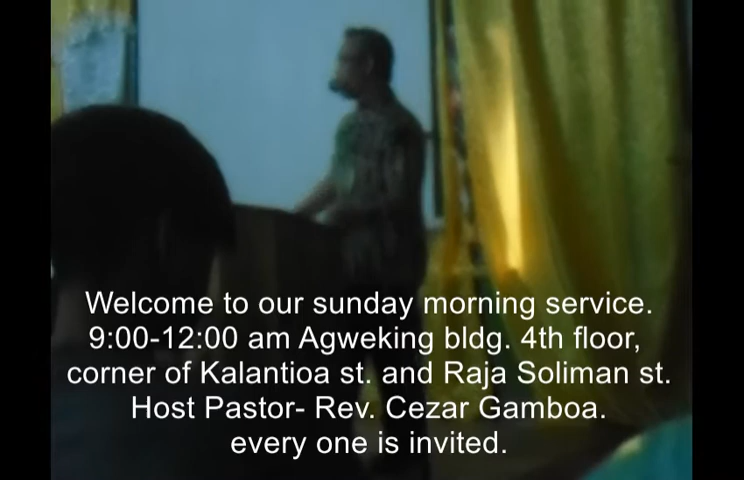 Welcome to our sunday morning service.
9:00-12:00 am Agweking bldg. 4th floor,
corner of Kalantioa st. and Raja Soliman st.
Host Pastor- Rev. Cezar Gamboa.
every one is invited.